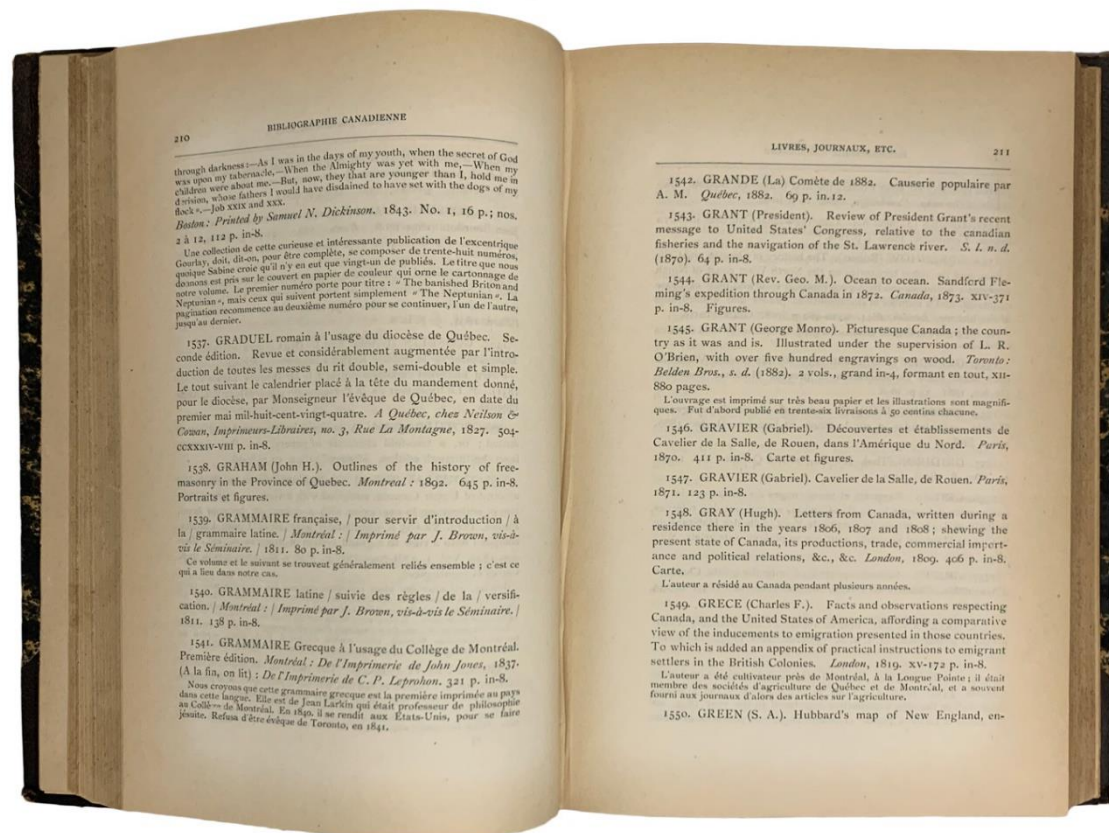 210
BIBLIOGRAPHIE CANADIENNE
through darkness :—As I was in the days of my youth, when the secret of God
was upon my tabernacle,—When the Almighty was yet with me,—When my
children were about me.—But, now, they that are younger than I, hold me in
derision, whose fathers I would have disdained to have set with the dogs of my
flock ».—Job XXIX and XXX.
Boston: Printed by Samuel N. Dickinson. 1843. No. 1, 16 p.; nos.
2 à 12, 112 p. in-8.
Une collection de cette curieuse et intéressante publication de l'excentrique
Gourlay, doit, dit-on, pour être complète, se composer de trente-huit numéros,
quoique Sabine croie qu'il n'y en eut que vingt-un de publiés. Le titre que nous
donnons est pris sur le couvert en papier de couleur qui orne le cartonnage de
notre volume. Le premier numéro porte pour titre : " The banished Briton and
Neptunian », mais ceux qui suivent portent simplement " The Neptunian ». La
pagination recommence au deuxième numéro pour se continuer, l'un de l'autre,
jusqu'au dernier.
1537. GRADUEL romain à l'usage du diocèse de Québec. Se-
conde édition. Revue et considérablement augmentée par l'intro-
duction de toutes les messes du rit double, semi-double et simple.
Le tout suivant le calendrier placé à la tête du mandement donné,
pour le diocèse, par Monseigneur l'évêque de Québec, en date du
premier mai mil-huit-cent-vingt-quatre. A Québec, chez Neilson &
Cowan, Imprimeurs-Libraires, no. 3, Rue La Montagne, 1827. 504-
CCXXXIV-VIII p. in-8.
1538. GRAHAM (John H.). Outlines of the history of free-
masonry in the Province of Quebec. Montreal : 1892. 645 p. in-8.
Portraits et figures.
1539. GRAMMAIRE française, / pour servir d'introduction / à
la / grammaire latine. / Montréal : / Imprimé par J. Brown, vis-à-
vis le Séminaire. / 1811. 80 p. in-8.
Ce volume et le suivant se trouvent généralement reliés ensemble ; c'est ce
qui a lieu dans notre cas.
1540. GRAMMAIRE latine / suivie des règles / de la / versifi-
cation. / Montréal : / Imprimé par J. Brown, vis-à-vis le Séminaire. /
1811. 138 p. in-8.
1541. GRAMMAIRE Grecque à l'usage du Collège de Montréal.
Première édition. Montréal : De l'Imprimerie de John Jones, 1837.
(A la fin, on lit) : De l'Imprimerie de C. P. Leprohon. 321 p. in-8.
Nous croyons que cette grammaire grecque est la première imprimée au pays
dans cette langue. Elle est de Jean Larkin qui était professeur de philosophie
au de Montréal. En 1840, il se rendit aux États-Unis, pour se faire
jésuite. Refusa d'être évêque de Toronto, en 1841.
LIVRES, JOURNAUX, ETC.
211
1542. GRANDE (La) Comète de 1882. Causerie populaire par
A. M. Québec, 1882. 69 p. in.12.
1543. GRANT (President). Review of President Grant's recent
message to United States' Congress, relative to the canadian
fisheries and the navigation of the St. Lawrence river. S. l. n. d.
(1870). 64 p. in-8.
1544. GRANT (Rev. Geo. M.). Ocean to ocean. Sandford Fle-
ming's expedition through Canada in 1872. Canada, 1873. XIV-371
p. in-8. Figures.
1545. GRANT (George Monro). Picturesque Canada ; the coun-
try as it was and is. Illustrated under the supervision of L. R.
O'Brien, with over five hundred engravings on wood. Toronto :
Belden Bros., s. d. (1882). 2 vols., grand in-4, formant en tout, XII-
880 pages.
L'ouvrage est imprimé sur très beau papier et les illustrations sont magnifi-
ques. Fut d'abord publié en trente-six livraisons à 50 centins chacune.
1546. GRAVIER (Gabriel). Découvertes et établissements de
Cavelier de la Salle, de Rouen, dans l'Amérique du Nord. Paris,
1870. 411 p. in-8. Carte et figures.
1547. GRAVIER (Gabriel). Cavelier de la Salle, de Rouen. Paris,
1871. 123 p. in-8.
1548. GRAY (Hugh). Letters from Canada, written during a
residence there in the years 1806, 1807 and 1808 ; shewing the
present state of Canada, its productions, trade, commercial import-
ance and political relations, &c., &c. London, 1809. 406 p. in-8.
Carte.
L'auteur a résidé au Canada pendant plusieurs années.
1549. GRECE (Charles F.). Facts and observations respecting
Canada, and the United States of America, affording a comparative
view of the inducements to emigration presented in those countries.
To which is added an appendix of practical instructions to emigrant
settlers in the British Colonies. London, 1819. XV-172 p. in-8.
L'auteur a été cultivateur près de Montréal, à la Longue Pointe ; il était
membre des sociétés d'agriculture de Québec et de Montréal, et a souvent
fourni aux journaux d'alors des articles sur l'agriculture.
1550. GREEN (S. A.). Hubbard's map of New England, en-